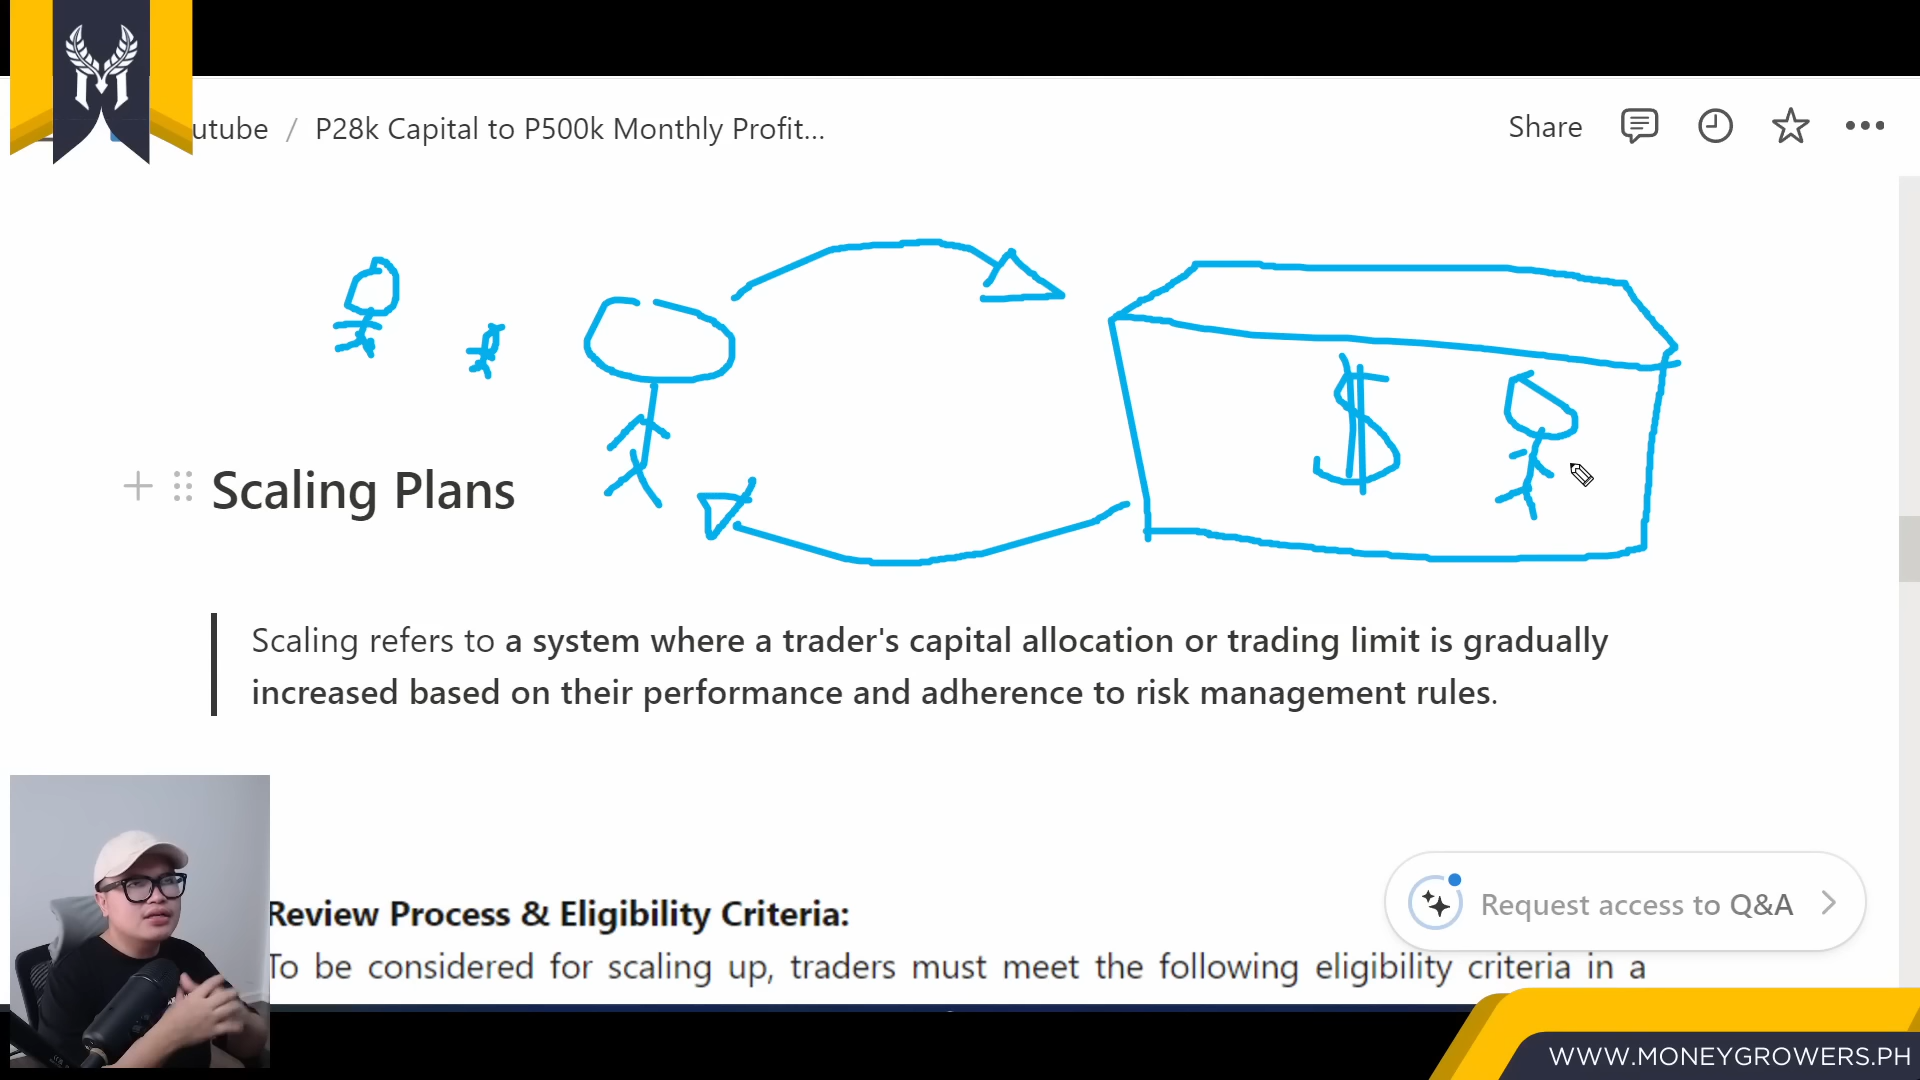 utube / P28k Capital to P500k Monthly Profit...
Share
$
Scaling Plans
Scaling refers to a system where a trader's capital allocation or trading limit is gradually
increased based on their performance and adherence to risk management rules.
Request access to Q&A
Review Process & Eligibility Criteria:
To be considered for scaling up, traders must meet the following eligibility criteria in a
WWW.MONEYGROWERS.PH